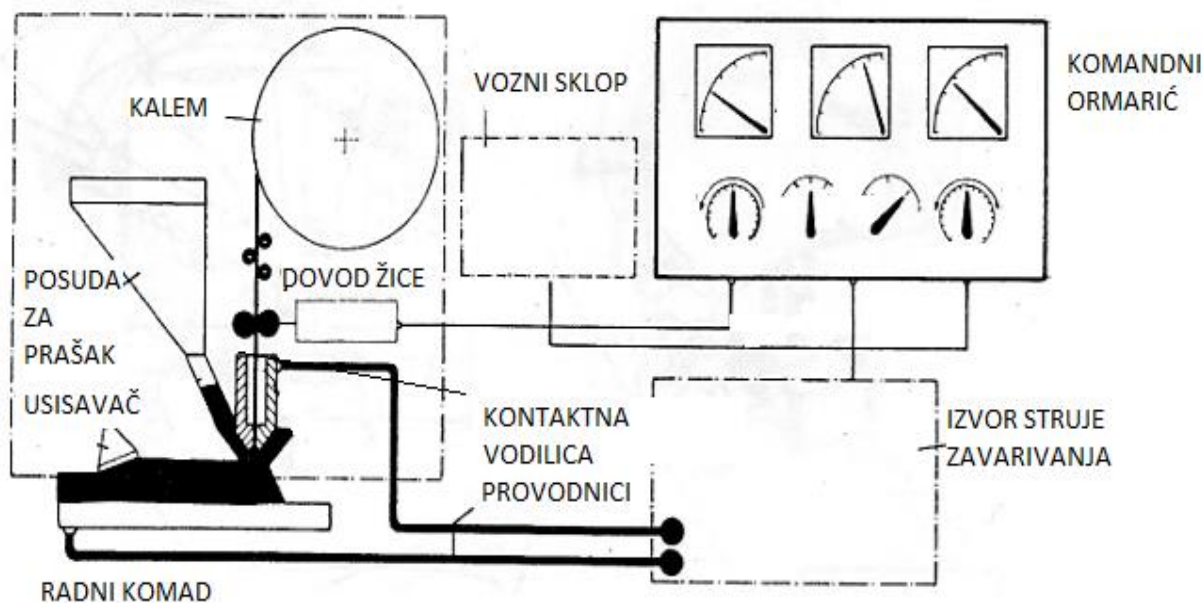 KALEM
VOZNI SKLOP
KOMANDNI
ORMARIĆ
POSUDA
ZA
PRAŠAK
USISAVAČ
DOVOD ŽICE
KONTAKTNA
VODILICA
PROVODNICI
IZVOR STRUJE
ZAVARIVANJA
RADNI KOMAD